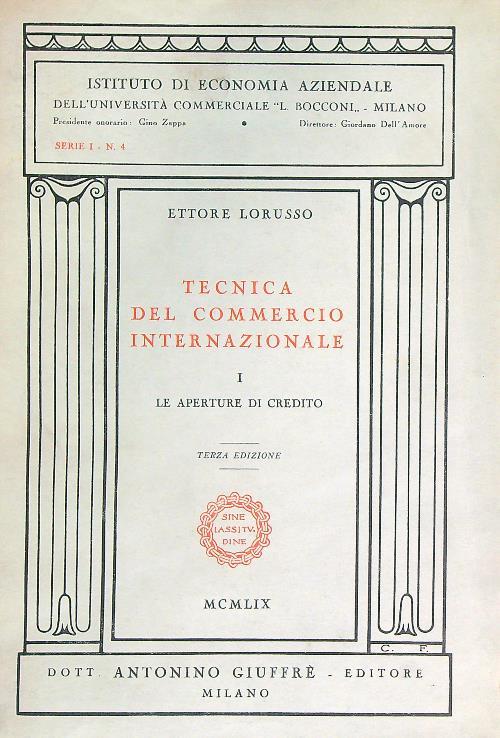 ISTITUTO DI ECONOMIA AZIENDALE
DELL'UNIVERSITÀ COMMERCIALE "L. BOCCONI„ - MILANO
Presidente onorario: Gino Zappa • Direttore: Giordano Dell'Amore
SERIE I - N. 4
ETTORE LORUSSO
TECNICA
DEL COMMERCIO
INTERNAZIONALE
I
LE APERTURE DI CREDITO
TERZA EDIZIONE
SINE
LASSITV-
DINE
MCMLIX
C. F.
DOTT. ANTONINO GIUFFRÈ - EDITORE
MILANO